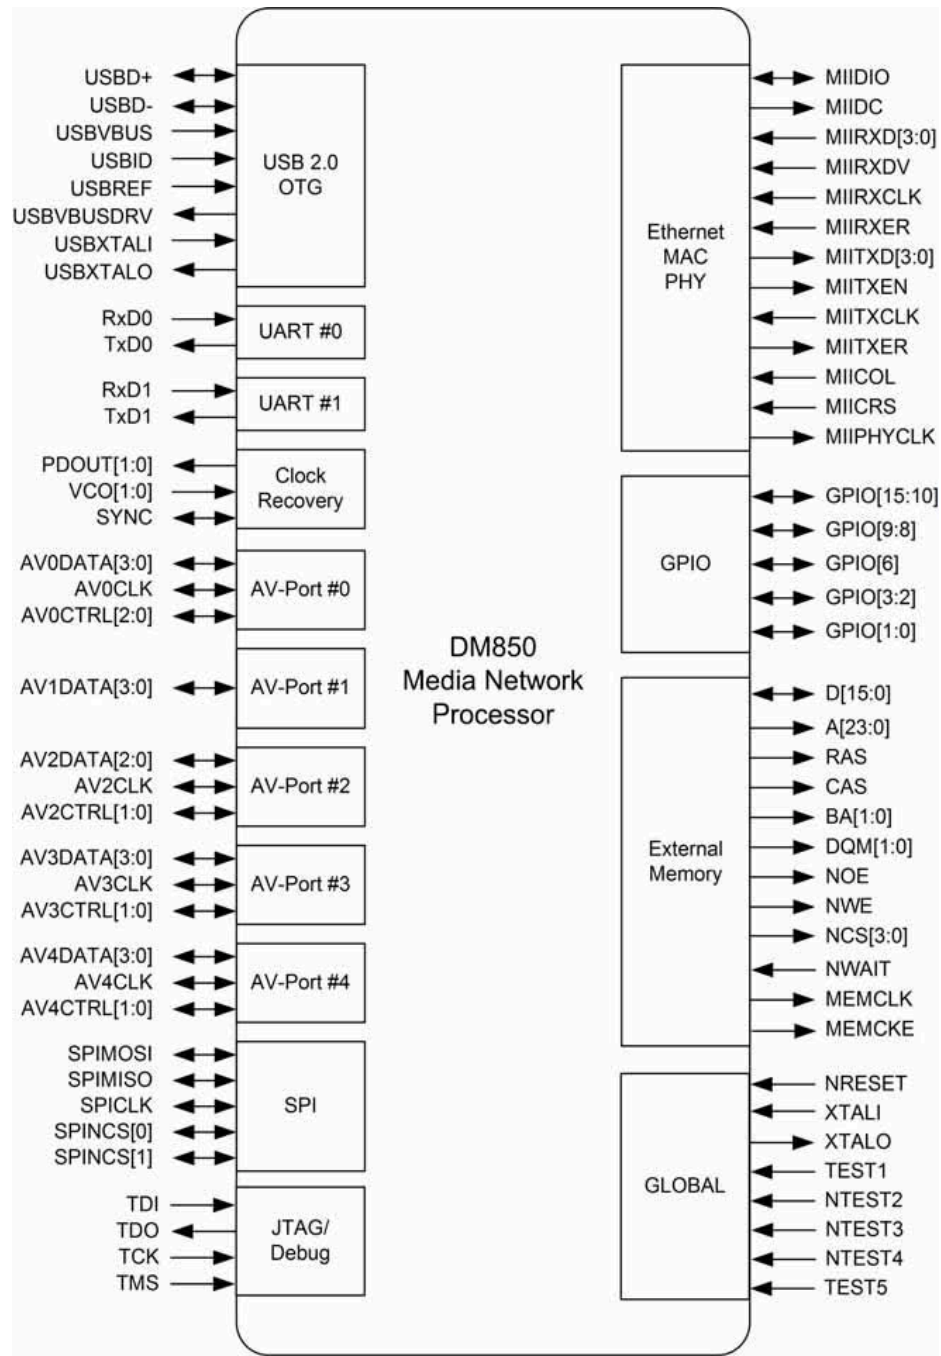 USBD+
USBD-
USBVBUS
USBID
USBREF
USBVBUSDRV
USBXTALI
USBXTALO
USB 2.0
OTG
RxD0
TxD0
UART #0
RxD1
TxD1
UART #1
PDOUT[1:0]
VCO[1:0]
SYNC
Clock
Recovery
AV0DATA[3:0]
AV0CLK
AV0CTRL[2:0]
AV-Port #0
AV1DATA[3:0]
AV-Port #1
AV2DATA[2:0]
AV2CLK
AV2CTRL[1:0]
AV-Port #2
AV3DATA[3:0]
AV3CLK
AV3CTRL[1:0]
AV-Port #3
AV4DATA[3:0]
AV4CLK
AV4CTRL[1:0]
AV-Port #4
SPIMOSI
SPIMISO
SPICLK
SPINCS[0]
SPINCS[1]
SPI
TDI
TDO
TCK
TMS
JTAG/
Debug
DM850
Media Network
Processor
Ethernet
MAC
PHY
MIIDIO
MIIDC
MIIRXD[3:0]
MIIRXDV
MIIRXCLK
MIIRXER
MIITXD[3:0]
MIITXEN
MIITXCLK
MIITXER
MIICOL
MIICRS
MIIPHYCLK
GPIO
GPIO[15:10]
GPIO[9:8]
GPIO[6]
GPIO[3:2]
GPIO[1:0]
External
Memory
D[15:0]
A[23:0]
RAS
CAS
BA[1:0]
DQM[1:0]
NOE
NWE
NCS[3:0]
NWAIT
MEMCLK
MEMCKE
GLOBAL
NRESET
XTALI
XTALO
TEST1
NTEST2
NTEST3
NTEST4
TEST5